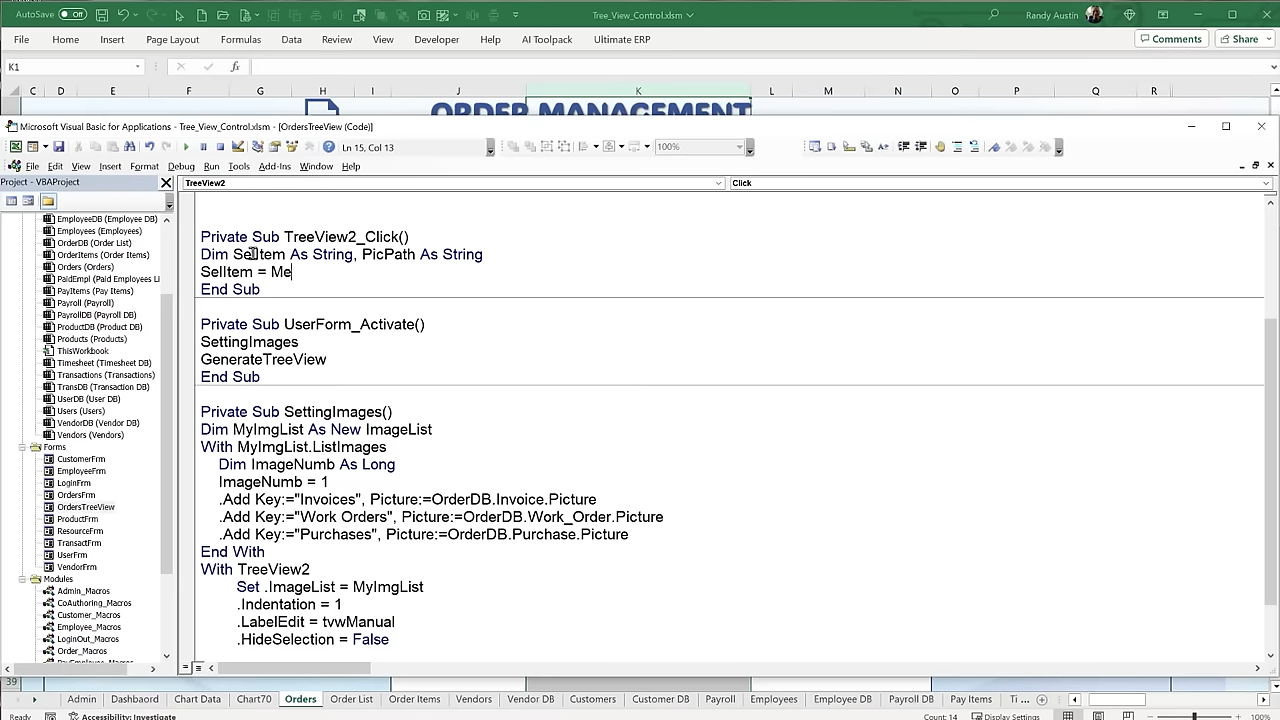 AutoSave Off
Tree_View_Control.xlsm
Randy Austin
File Home Insert Page Layout Formulas Data Review View Developer Help AI Toolpack Ultimate ERP
Comments Share
K1
fx
C D E F G H I J K L M N O P Q R
ORDER MANAGEMENT
Microsoft Visual Basic for Applications - Tree_View_Control.xlsm - [OrdersTreeView (Code)]
Ln 15, Col 13
100%
File Edit View Insert Format Debug Run Tools Add-Ins Window Help
Project - VBAProject
TreeView2
Click
EmployeeDB (Employee DB)
Employees (Employees)
OrderDB (Order List)
OrderItems (Order Items)
Orders (Orders)
PaidEmpl (Paid Employees Li
PayItems (Pay Items)
Payroll (Payroll)
PayrollDB (Payroll DB)
ProductDB (Product DB)
Products (Products)
ThisWorkbook
Timesheet (Timesheet DB)
Transactions (Transactions)
TransDB (Transaction DB)
UserDB (User DB)
Users (Users)
VendorDB (Vendor DB)
Vendors (Vendors)
Forms
CustomerFrm
EmployeeFrm
LoginFrm
OrdersFrm
OrdersTreeView
ProductFrm
ResourceFrm
TransactFrm
UserFrm
VendorFrm
Modules
Admin_Macros
CoAuthoring_Macros
Customer_Macros
Employee_Macros
LoginOut_Macros
Order_Macros
Private Sub TreeView2_Click()
Dim SelItem As String, PicPath As String
SelItem = Me
End Sub
Private Sub UserForm_Activate()
SettingImages
GenerateTreeView
End Sub
Private Sub SettingImages()
Dim MyImgList As New ImageList
With MyImgList.ListImages
Dim ImageNumb As Long
ImageNumb = 1
.Add Key:="Invoices", Picture:=OrderDB.Invoice.Picture
.Add Key:="Work Orders", Picture:=OrderDB.Work_Order.Picture
.Add Key:="Purchases", Picture:=OrderDB.Purchase.Picture
End With
With TreeView2
Set .ImageList = MyImgList
.Indentation = 1
.LabelEdit = tvwManual
.HideSelection = False
39
Admin Dashbaord Chart Data Chart70 Orders Order List Order Items Vendors Vendor DB Customers Customer DB Payroll Employees Employee DB Payroll DB Pay Items Ti ...
Ready Accessibility: Investigate Count: 14 Display Settings 100%